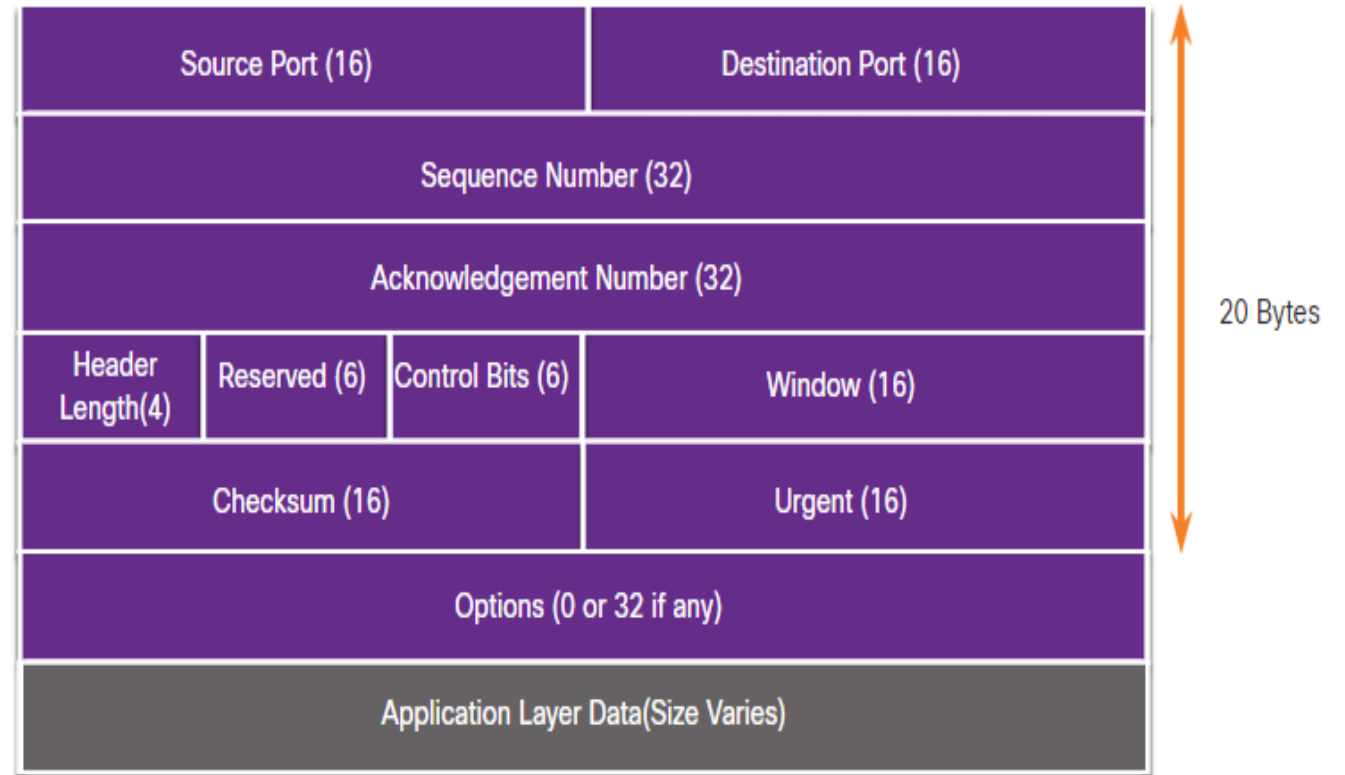 Source Port (16)
Destination Port (16)
Sequence Number (32)
Acknowledgement Number (32)
20 Bytes
Header
Length(4)
Reserved (6)
Control Bits (6)
Window (16)
Checksum (16)
Urgent (16)
Options (0 or 32 if any)
Application Layer Data(Size Varies)